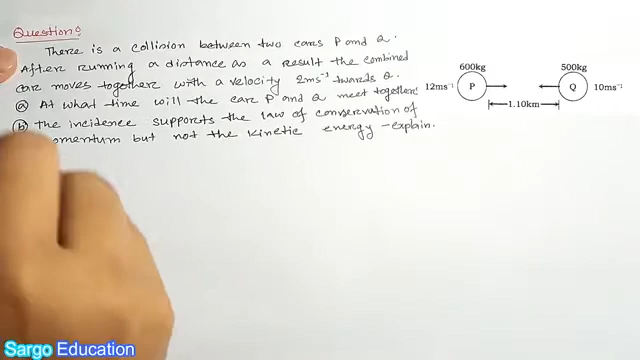 Question:
There is a collision between two cars P and Q.
After running a distance as a result the combined
car moves together with a velocity 2ms⁻¹ towards Q.
(a) At what time will the car P and Q meet together?
(b) The incidence supports the law of conservation of
momentum but not the kinetic energy - explain.
600kg 500kg
12ms⁻¹ P Q 10ms⁻¹
1.10km
Sargo Education